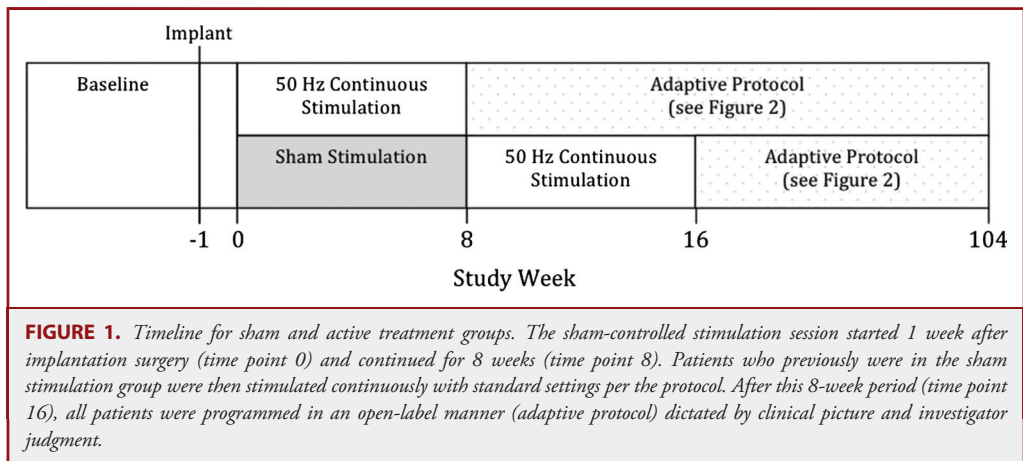 Implant
Baseline
50 Hz Continuous
Stimulation
Adaptive Protocol
(see Figure 2)
Sham Stimulation
50 Hz Continuous
Stimulation
Adaptive Protocol
(see Figure 2)
-1 0 8 16 104
Study Week
FIGURE 1. Timeline for sham and active treatment groups. The sham-controlled stimulation session started 1 week after
implantation surgery (time point 0) and continued for 8 weeks (time point 8). Patients who previously were in the sham
stimulation group were then stimulated continuously with standard settings per the protocol. After this 8-week period (time point
16), all patients were programmed in an open-label manner (adaptive protocol) dictated by clinical picture and investigator
judgment.